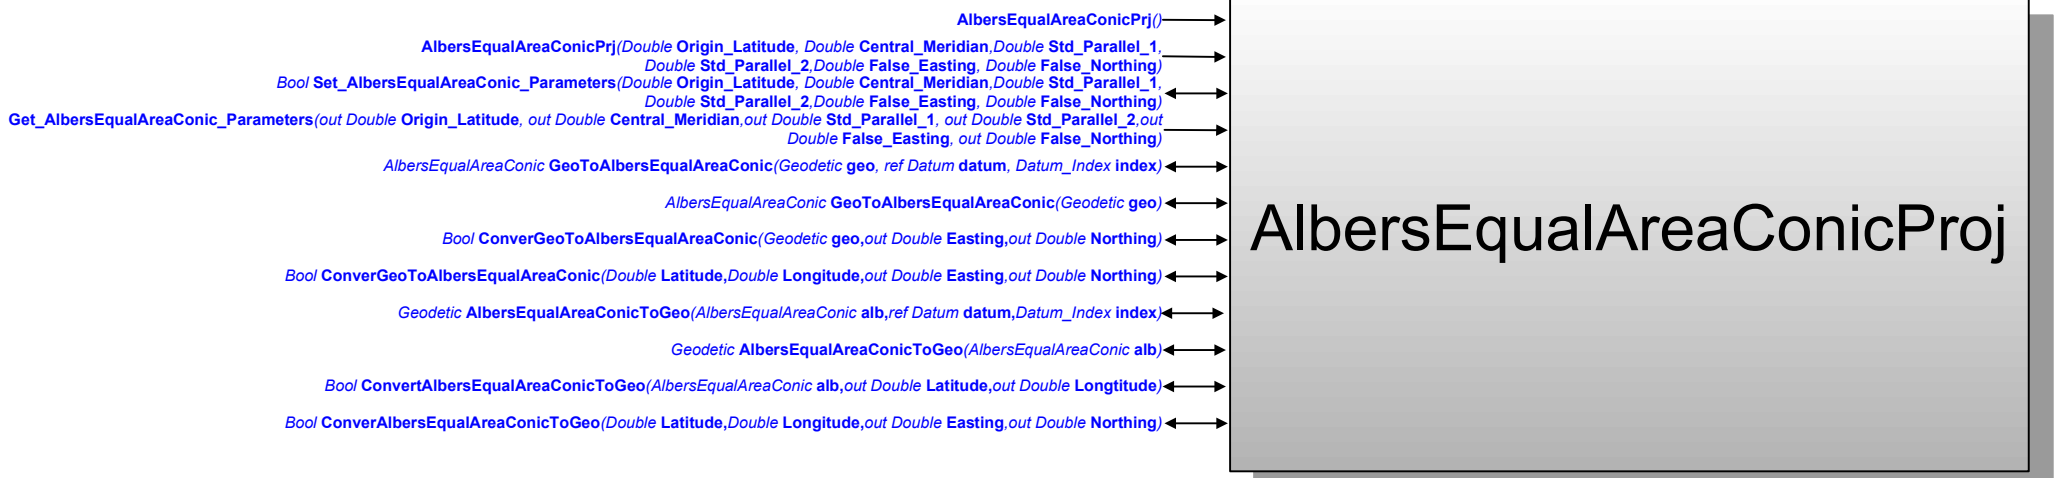 AlbersEqualAreaConicPrj()
AlbersEqualAreaConicPrj(Double Origin_Latitude, Double Central_Meridian,Double Std_Parallel_1,
Double Std_Parallel_2,Double False_Easting, Double False_Northing)
Bool Set_AlbersEqualAreaConic_Parameters(Double Origin_Latitude, Double Central_Meridian,Double Std_Parallel_1,
Double Std_Parallel_2,Double False_Easting, Double False_Northing)
Get_AlbersEqualAreaConic_Parameters(out Double Origin_Latitude, out Double Central_Meridian,out Double Std_Parallel_1, out Double Std_Parallel_2,out
Double False_Easting, out Double False_Northing)
AlbersEqualAreaConic GeoToAlbersEqualAreaConic(Geodetic geo, ref Datum datum, Datum_Index index)
AlbersEqualAreaConic GeoToAlbersEqualAreaConic(Geodetic geo)
Bool ConverGeoToAlbersEqualAreaConic(Geodetic geo,out Double Easting,out Double Northing)
Bool ConverGeoToAlbersEqualAreaConic(Double Latitude,Double Longitude,out Double Easting,out Double Northing)
Geodetic AlbersEqualAreaConicToGeo(AlbersEqualAreaConic alb,ref Datum datum,Datum_Index index)
Geodetic AlbersEqualAreaConicToGeo(AlbersEqualAreaConic alb)
Bool ConvertAlbersEqualAreaConicToGeo(AlbersEqualAreaConic alb,out Double Latitude,out Double Longtitude)
Bool ConverAlbersEqualAreaConicToGeo(Double Latitude,Double Longitude,out Double Easting,out Double Northing)
AlbersEqualAreaConicProj